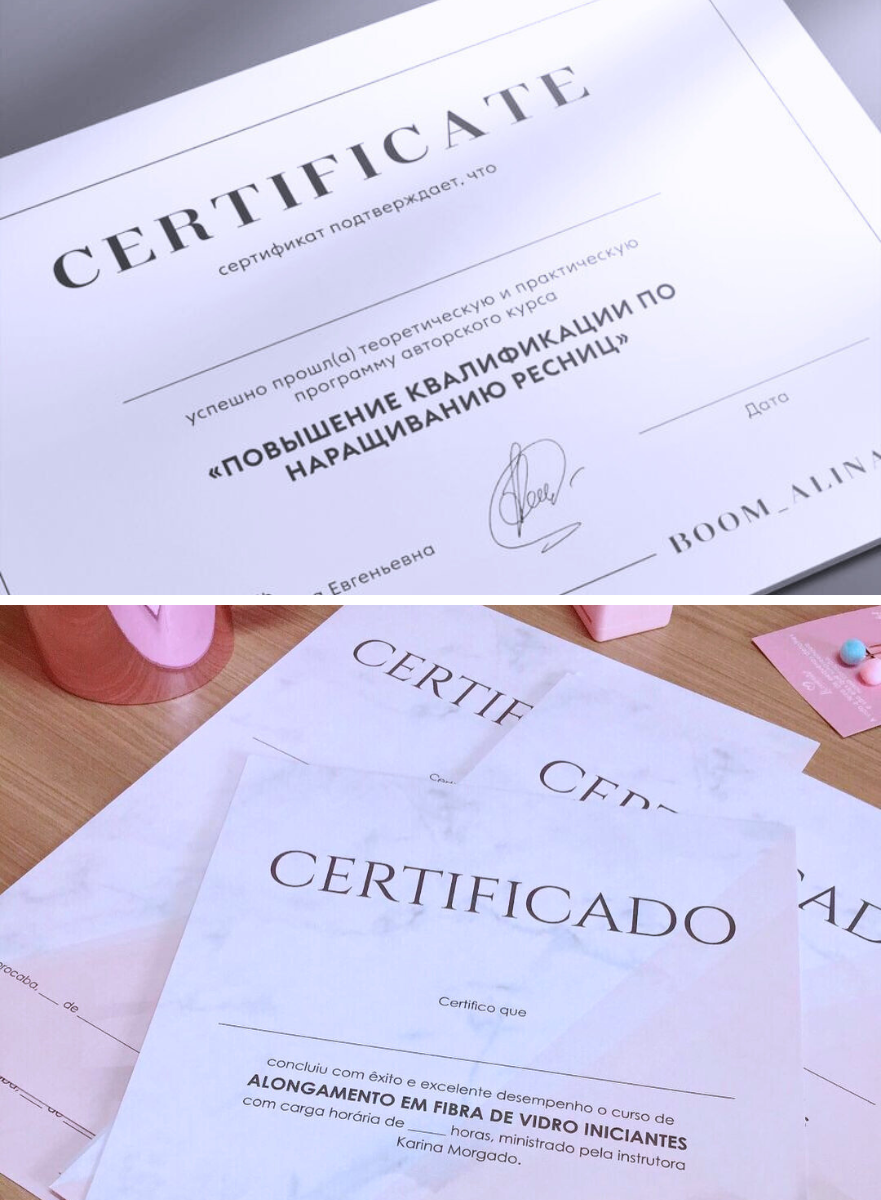 CERTIFICATE
сертификат подтверждает, что
успешно прошл(а) теоретическую и практическую
программу авторского курса
«ПОВЫШЕНИЕ КВАЛИФИКАЦИИ ПО
НАРАЩИВАНИЮ РЕСНИЦ»
Дата
Евгеньевна
BOOM_ALINA
CERTIF
CERT
CERTIFICADO
CAD
Certifico que
de
concluiu com êxito e excelente desempenho o curso de
ALONGAMENTO EM FIBRA DE VIDRO INICIANTES
com carga horária de _____ horas, ministrado pela instrutora
Karina Morgado.